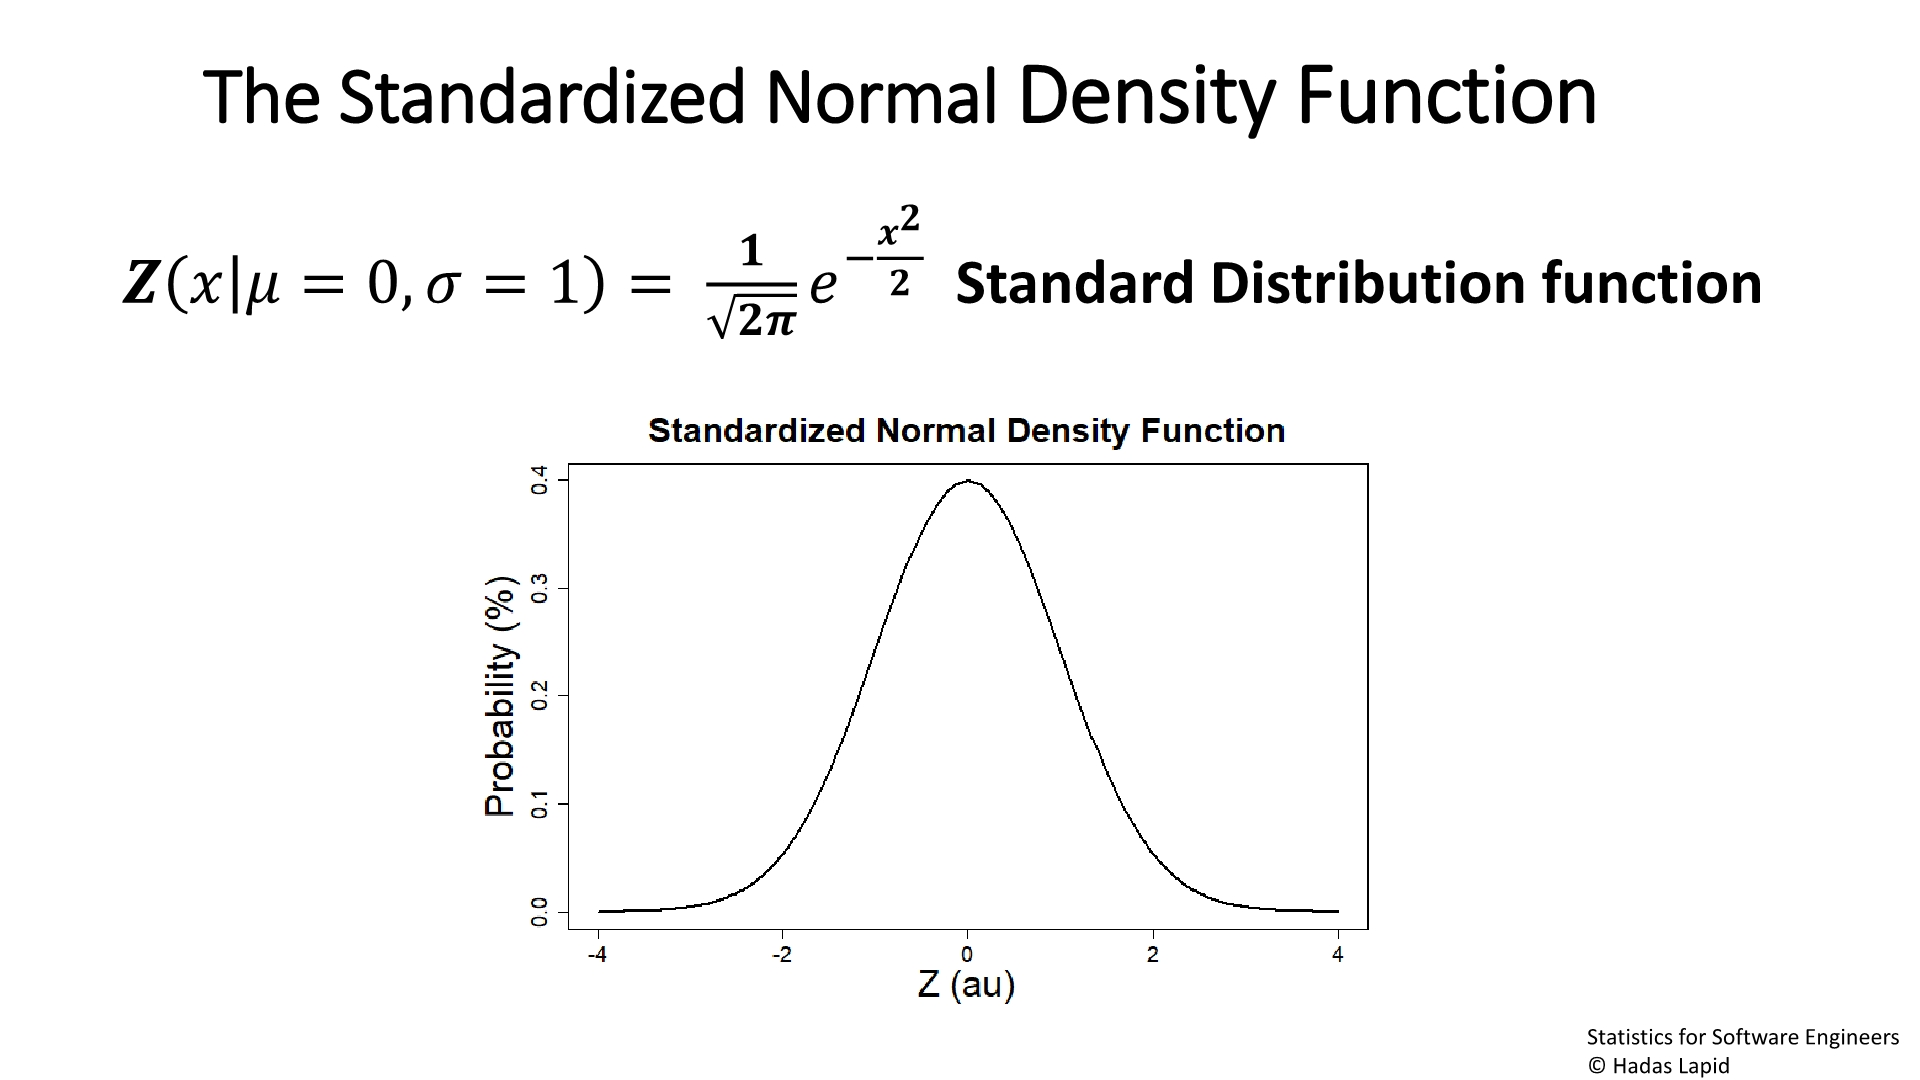 The Standardized Normal Density Function
𝒁(𝑥|𝜇 = 0, 𝜎 = 1) = 𝟏/√𝟐𝝅 𝑒^−𝒙^𝟐/𝟐 Standard Distribution function
Standardized Normal Density Function
Probability (%)
0.4
0.3
0.2
0.1
0.0
-4 -2 0 2 4
Z (au)
Statistics for Software Engineers
© Hadas Lapid